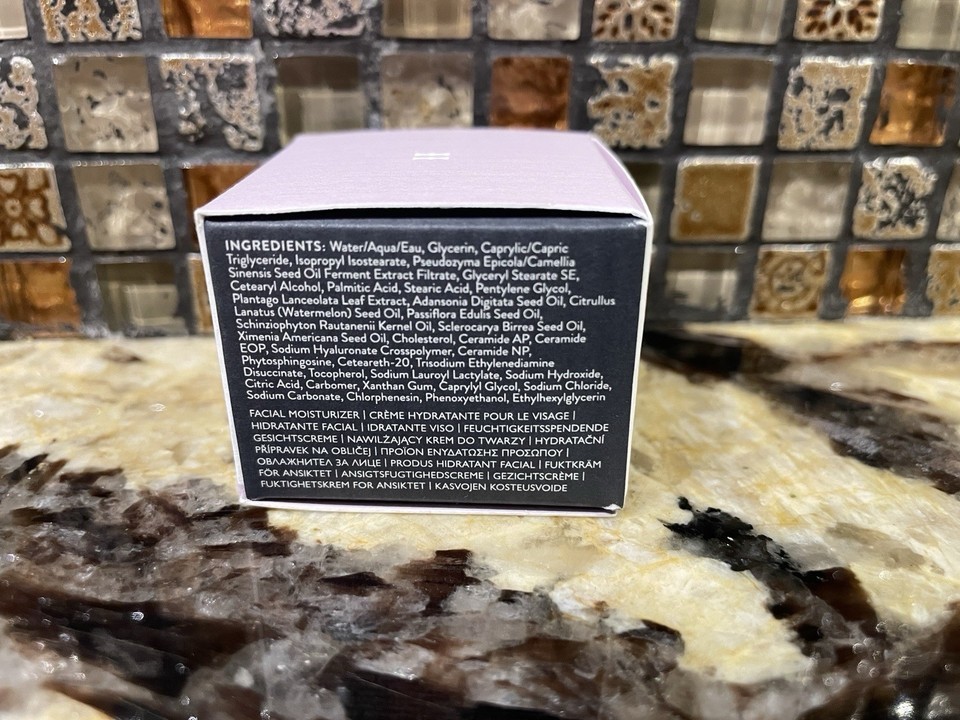 INGREDIENTS: Water/Aqua/Eau, Glycerin, Caprylic/Capric
Triglyceride, Isopropyl Isostearate, Pseudozyma Epicola/Camellia
Sinensis Seed Oil Ferment Extract Filtrate, Glyceryl Stearate SE,
Cetearyl Alcohol, Palmitic Acid, Stearic Acid, Pentylene Glycol,
Plantago Lanceolata Leaf Extract, Adansonia Digitata Seed Oil, Citrullus
Lanatus (Watermelon) Seed Oil, Passiflora Edulis Seed Oil,
Schinziophyton Rautanenii Kernel Oil, Sclerocarya Birrea Seed Oil,
Ximenia Americana Seed Oil, Cholesterol, Ceramide AP, Ceramide
EOP, Sodium Hyaluronate Crosspolymer, Ceramide NP,
Phytosphingosine, Ceteareth-20, Trisodium Ethylenediamine
Disuccinate, Tocopherol, Sodium Lauroyl Lactylate, Sodium Hydroxide,
Citric Acid, Carbomer, Xanthan Gum, Caprylyl Glycol, Sodium Chloride,
Sodium Carbonate, Chlorphenesin, Phenoxyethanol, Ethylhexylglycerin
FACIAL MOISTURIZER | CRÈME HYDRATANTE POUR LE VISAGE |
HIDRATANTE FACIAL | IDRATANTE VISO | FEUCHTIGKEITSSPENDENDE
GESICHTSCREME | NAWILŻAJĄCY KREM DO TWARZY | HYDRATAČNÍ
PŘÍPRAVEK NA OBLIČEJ | ΠΡΟΪΟΝ ΕΝΥΔΑΤΩΣΗΣ ΠΡΟΣΩΠΟΥ |
ОВЛАЖНИТЕЛ ЗА ЛИЦЕ | PRODUS HIDRATANT FACIAL | FUKTKRÄM
FÖR ANSIKTET | ANSIGTSFUGTIGHEDSCREME | GEZICHTSCRÈME |
FUKTIGHETSKREM FOR ANSIKTET | KASVOJEN KOSTEUSVOIDE